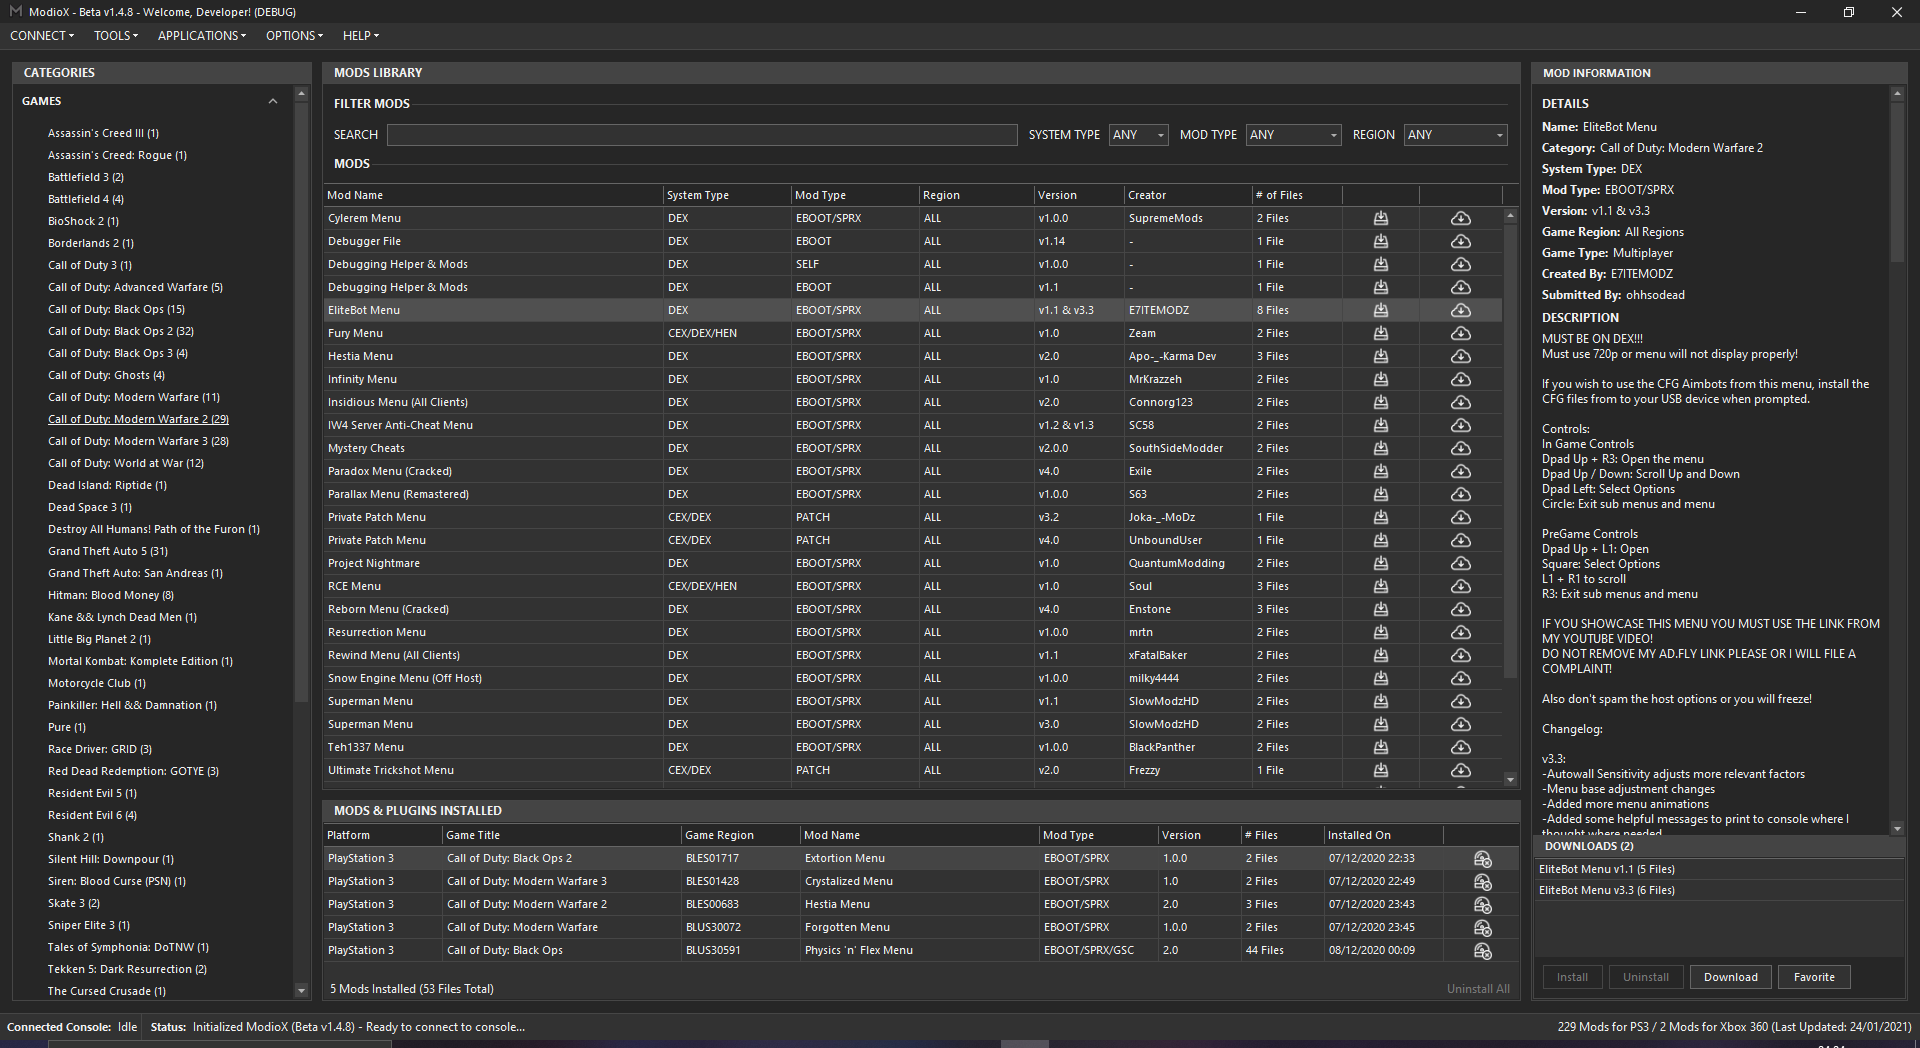 ModioX - Beta v1.4.8 - Welcome, Developer! (DEBUG)
CONNECT TOOLS APPLICATIONS OPTIONS HELP
CATEGORIES
GAMES
Assassin's Creed III (1)
Assassin's Creed: Rogue (1)
Battlefield 3 (2)
Battlefield 4 (4)
BioShock 2 (1)
Borderlands 2 (1)
Call of Duty 3 (1)
Call of Duty: Advanced Warfare (5)
Call of Duty: Black Ops (15)
Call of Duty: Black Ops 2 (32)
Call of Duty: Black Ops 3 (4)
Call of Duty: Ghosts (4)
Call of Duty: Modern Warfare (11)
Call of Duty: Modern Warfare 2 (29)
Call of Duty: Modern Warfare 3 (28)
Call of Duty: World at War (12)
Dead Island: Riptide (1)
Dead Space 3 (1)
Destroy All Humans! Path of the Furon (1)
Grand Theft Auto 5 (31)
Grand Theft Auto: San Andreas (1)
Hitman: Blood Money (8)
Kane && Lynch Dead Men (1)
Little Big Planet 2 (1)
Mortal Kombat: Komplete Edition (1)
Motorcycle Club (1)
Painkiller: Hell && Damnation (1)
Pure (1)
Race Driver: GRID (3)
Red Dead Redemption: GOTYE (3)
Resident Evil 5 (1)
Resident Evil 6 (4)
Shank 2 (1)
Silent Hill: Downpour (1)
Siren: Blood Curse (PSN) (1)
Skate 3 (2)
Sniper Elite 3 (1)
Tales of Symphonia: DoTNW (1)
Tekken 5: Dark Resurrection (2)
The Cursed Crusade (1)
MODS LIBRARY
FILTER MODS
SEARCH SYSTEM TYPE ANY MOD TYPE ANY REGION ANY
MODS
Mod Name System Type Mod Type Region Version Creator # of Files
Cylerem Menu DEX EBOOT/SPRX ALL v1.0.0 SupremeMods 2 Files
Debugger File DEX EBOOT ALL v1.14 - 1 File
Debugging Helper & Mods DEX SELF ALL v1.0.0 - 1 File
Debugging Helper & Mods DEX EBOOT ALL v1.1 - 1 File
EliteBot Menu DEX EBOOT/SPRX ALL v1.1 & v3.3 E7ITEMODZ 8 Files
Fury Menu CEX/DEX/HEN EBOOT/SPRX ALL v1.0 Zeam 2 Files
Hestia Menu DEX EBOOT/SPRX ALL v2.0 Apo-_-Karma Dev 3 Files
Infinity Menu DEX EBOOT/SPRX ALL v1.0 MrKrazzeh 2 Files
Insidious Menu (All Clients) DEX EBOOT/SPRX ALL v2.0 Connorg123 2 Files
IW4 Server Anti-Cheat Menu DEX EBOOT/SPRX ALL v1.2 & v1.3 SC58 2 Files
Mystery Cheats DEX EBOOT/SPRX ALL v2.0.0 SouthSideModder 2 Files
Paradox Menu (Cracked) DEX EBOOT/SPRX ALL v4.0 Exile 2 Files
Parallax Menu (Remastered) DEX EBOOT/SPRX ALL v1.0.0 S63 2 Files
Private Patch Menu CEX/DEX PATCH ALL v3.2 Joka-_-MoDz 1 File
Private Patch Menu CEX/DEX PATCH ALL v4.0 UnboundUser 1 File
Project Nightmare DEX EBOOT/SPRX ALL v1.0 QuantumModding 2 Files
RCE Menu CEX/DEX/HEN EBOOT/SPRX ALL v1.0 Soul 3 Files
Reborn Menu (Cracked) DEX EBOOT/SPRX ALL v4.0 Enstone 3 Files
Resurrection Menu DEX EBOOT/SPRX ALL v1.0.0 mrtn 2 Files
Rewind Menu (All Clients) DEX EBOOT/SPRX ALL v1.1 xFatalBaker 2 Files
Snow Engine Menu (Off Host) DEX EBOOT/SPRX ALL v1.0.0 milky4444 2 Files
Superman Menu DEX EBOOT/SPRX ALL v1.1 SlowModzHD 2 Files
Superman Menu DEX EBOOT/SPRX ALL v3.0 SlowModzHD 2 Files
Teh1337 Menu DEX EBOOT/SPRX ALL v1.0.0 BlackPanther 2 Files
Ultimate Trickshot Menu CEX/DEX PATCH ALL v2.0 Frezzy 1 File
MODS & PLUGINS INSTALLED
Platform Game Title Game Region Mod Name Mod Type Version # Files Installed On
PlayStation 3 Call of Duty: Black Ops 2 BLES01717 Extortion Menu EBOOT/SPRX 1.0.0 2 Files 07/12/2020 22:33
PlayStation 3 Call of Duty: Modern Warfare 3 BLES01428 Crystalized Menu EBOOT/SPRX 1.0 2 Files 07/12/2020 22:49
PlayStation 3 Call of Duty: Modern Warfare 2 BLES00683 Hestia Menu EBOOT/SPRX 2.0 3 Files 07/12/2020 23:43
PlayStation 3 Call of Duty: Modern Warfare BLUS30072 Forgotten Menu EBOOT/SPRX 1.0.0 2 Files 07/12/2020 23:45
PlayStation 3 Call of Duty: Black Ops BLUS30591 Physics 'n' Flex Menu EBOOT/SPRX/GSC 2.0 44 Files 08/12/2020 00:09
5 Mods Installed (53 Files Total) Uninstall All
MOD INFORMATION
DETAILS
Name: EliteBot Menu
Category: Call of Duty: Modern Warfare 2
System Type: DEX
Mod Type: EBOOT/SPRX
Version: v1.1 & v3.3
Game Region: All Regions
Game Type: Multiplayer
Created By: E7ITEMODZ
Submitted By: ohhsodead
DESCRIPTION
MUST BE ON DEX!!!
Must use 720p or menu will not display properly!
If you wish to use the CFG Aimbots from this menu, install the
CFG files from to your USB device when prompted.
Controls:
In Game Controls
Dpad Up + R3: Open the menu
Dpad Up / Down: Scroll Up and Down
Dpad Left: Select Options
Circle: Exit sub menus and menu
PreGame Controls
Dpad Up + L1: Open
Square: Select Options
L1 + R1 to scroll
R3: Exit sub menus and menu
IF YOU SHOWCASE THIS MENU YOU MUST USE THE LINK FROM
MY YOUTUBE VIDEO!
DO NOT REMOVE MY AD.FLY LINK PLEASE OR I WILL FILE A
COMPLAINT!
Also don't spam the host options or you will freeze!
Changelog:
v3.3:
-Autowall Sensitivity adjusts more relevant factors
-Menu base adjustment changes
-Added more menu animations
-Added some helpful messages to print to console where I
thought where needed
DOWNLOADS (2)
EliteBot Menu v1.1 (5 Files)
EliteBot Menu v3.3 (6 Files)
Install Uninstall Download Favorite
Connected Console: Idle Status: Initialized ModioX (Beta v1.4.8) - Ready to connect to console... 229 Mods for PS3 / 2 Mods for Xbox 360 (Last Updated: 24/01/2021)